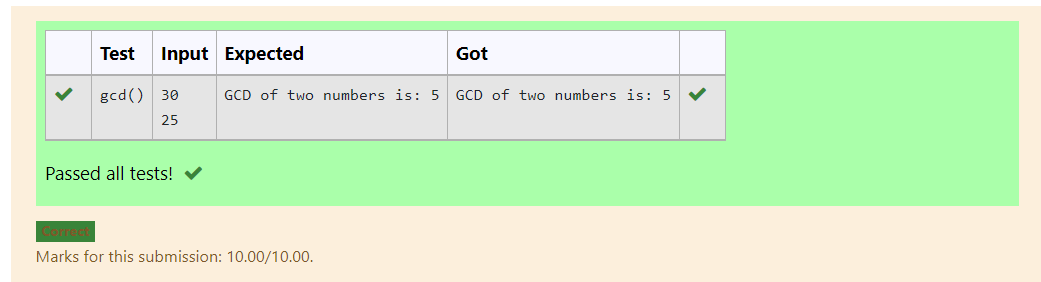 Test Input Expected Got
gcd() 30 GCD of two numbers is: 5 GCD of two numbers is: 5
25
Passed all tests!
Correct
Marks for this submission: 10.00/10.00.